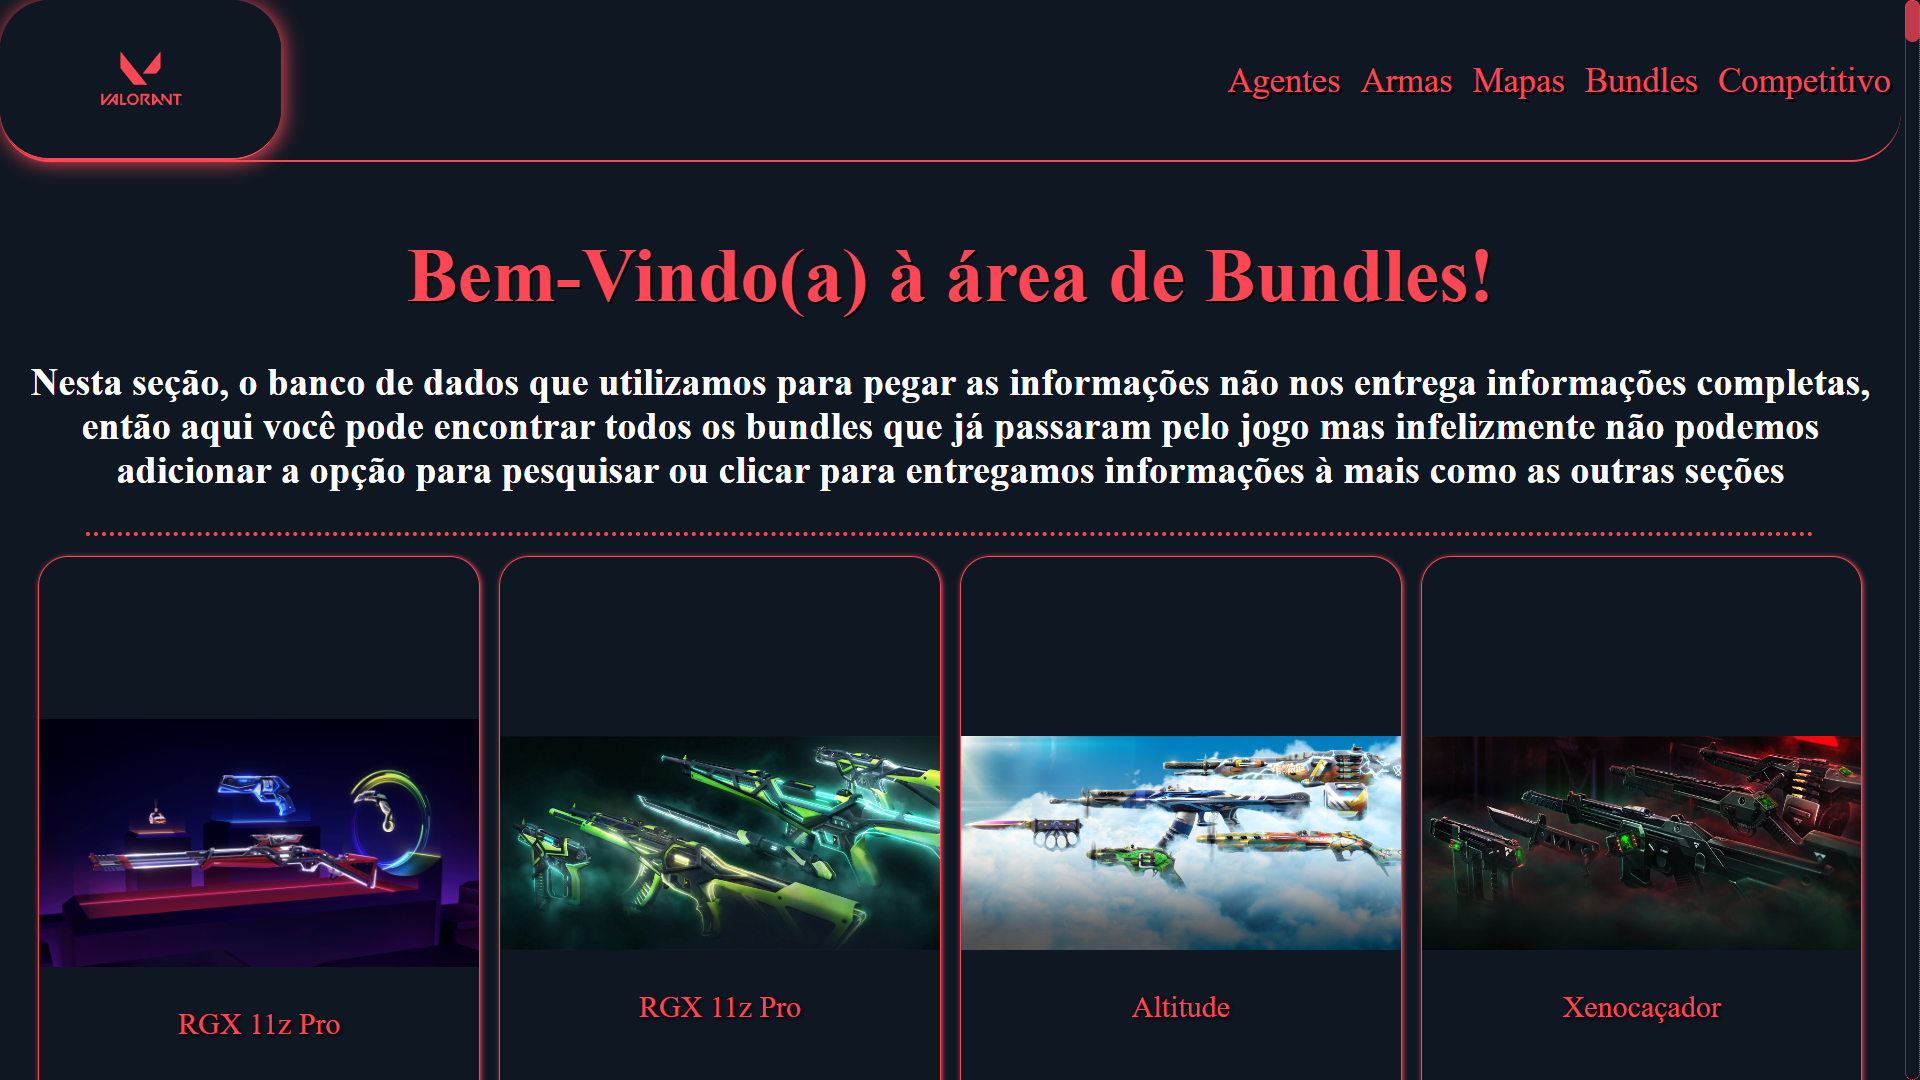 VALORANT
Agentes Armas Mapas Bundles Competitivo
Bem-Vindo(a) à área de Bundles!
Nesta seção, o banco de dados que utilizamos para pegar as informações não nos entrega informações completas,
então aqui você pode encontrar todos os bundles que já passaram pelo jogo mas infelizmente não podemos
adicionar a opção para pesquisar ou clicar para entregamos informações à mais como as outras seções
RGX 11z Pro
RGX 11z Pro
Altitude
Xenocaçador